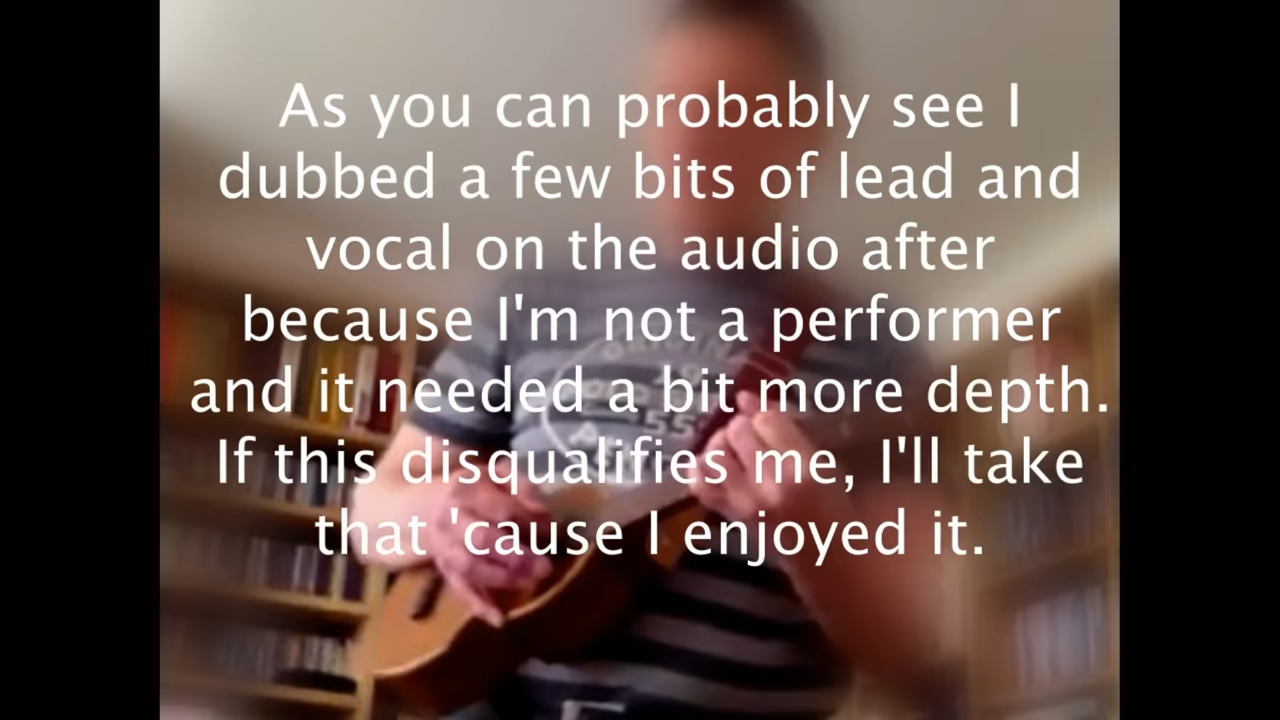 As you can probably see I
dubbed a few bits of lead and
vocal on the audio after
because I'm not a performer
and it needed a bit more depth.
If this disqualifies me, I'll take
that 'cause I enjoyed it.